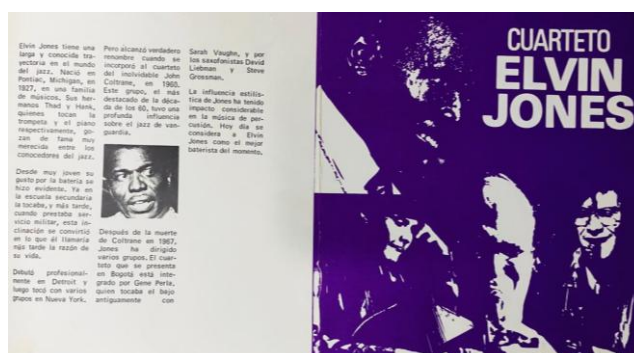 Elvin Jones tiene una
larga y conocida tra-
yectoria en el mundo
del jazz. Nació en
Pontiac, Michigan, en
1927, en una familia
de músicos. Sus her-
manos Thad y Henk,
quienes tocan la
trompeta y el piano
respectivamente, go-
zan de fama muy
merecida entre los
conocedores del jazz.
Desde muy joven su
gusto por la batería se
hizo evidente. Ya en
la escuela secundaria
la tocaba, y más tarde,
cuando prestaba ser-
vicio militar, esta in-
clinación se convirtió
en lo que él llamaría
más tarde la razón de
su vida.
Debutó profesional-
mente en Detroit y
luego tocó con varios
grupos en Nueva York.
Pero alcanzó verdadero
renombre cuando se
incorporó al cuarteto
del inolvidable John
Coltrane, en 1960.
Este grupo, el más
destacado de la déca-
da de los 60, tuvo una
profunda influencia
sobre el jazz de van-
guardia.
Después de la muerte
de Coltrane en 1967,
Jones ha dirigido
varios grupos. El cuar-
teto que se presenta
en Bogotá está inte-
grado por Gene Perla,
quien tocaba el bajo
antiguamente con
Sarah Vaughn, y por
los saxofonistas David
Liebman y Steve
Grossman.
La influencia estilís-
tica de Jones ha tenido
impacto considerable
en la música de per-
cusión. Hoy día se
considera a Elvin
Jones como el mejor
baterista del momento.
CUARTETO
ELVIN
JONES